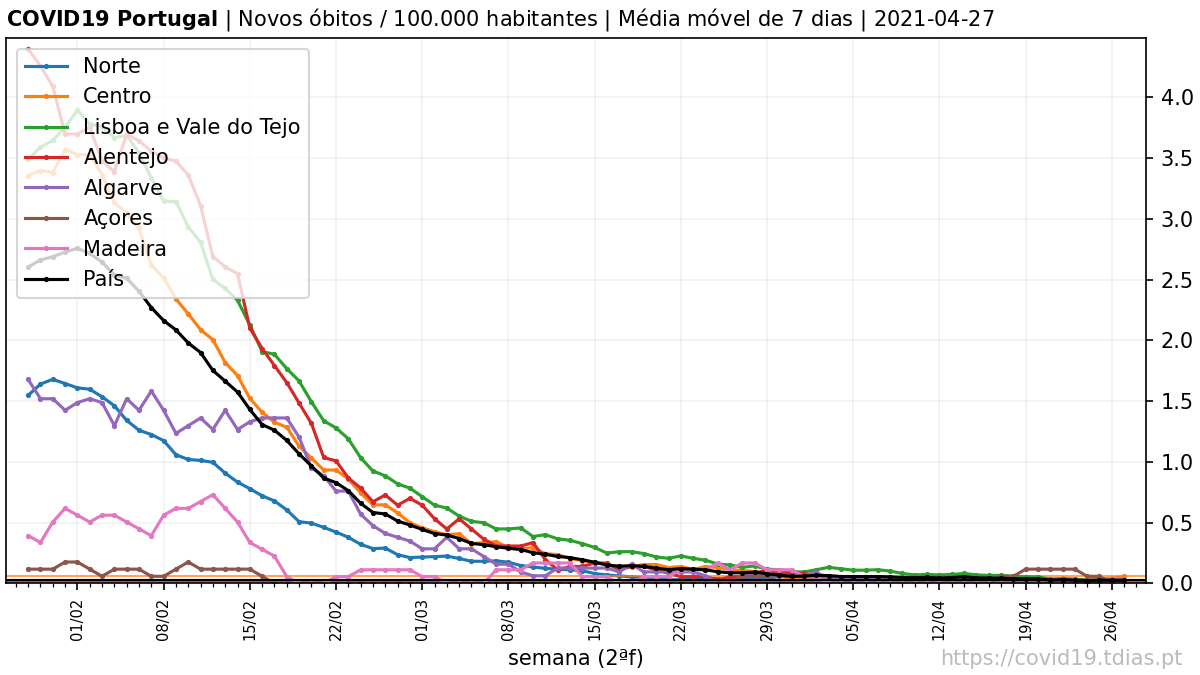 COVID19 Portugal | Novos óbitos / 100.000 habitantes | Média móvel de 7 dias | 2021-04-27
Norte
Centro
Lisboa e Vale do Tejo
Alentejo
Algarve
Açores
Madeira
País
4.0
3.5
3.0
2.5
2.0
1.5
1.0
0.5
0.0
01/02 08/02 15/02 22/02 01/03 08/03 15/03 22/03 29/03 05/04 12/04 19/04 26/04
semana (2ªf)
https://covid19.tdias.pt